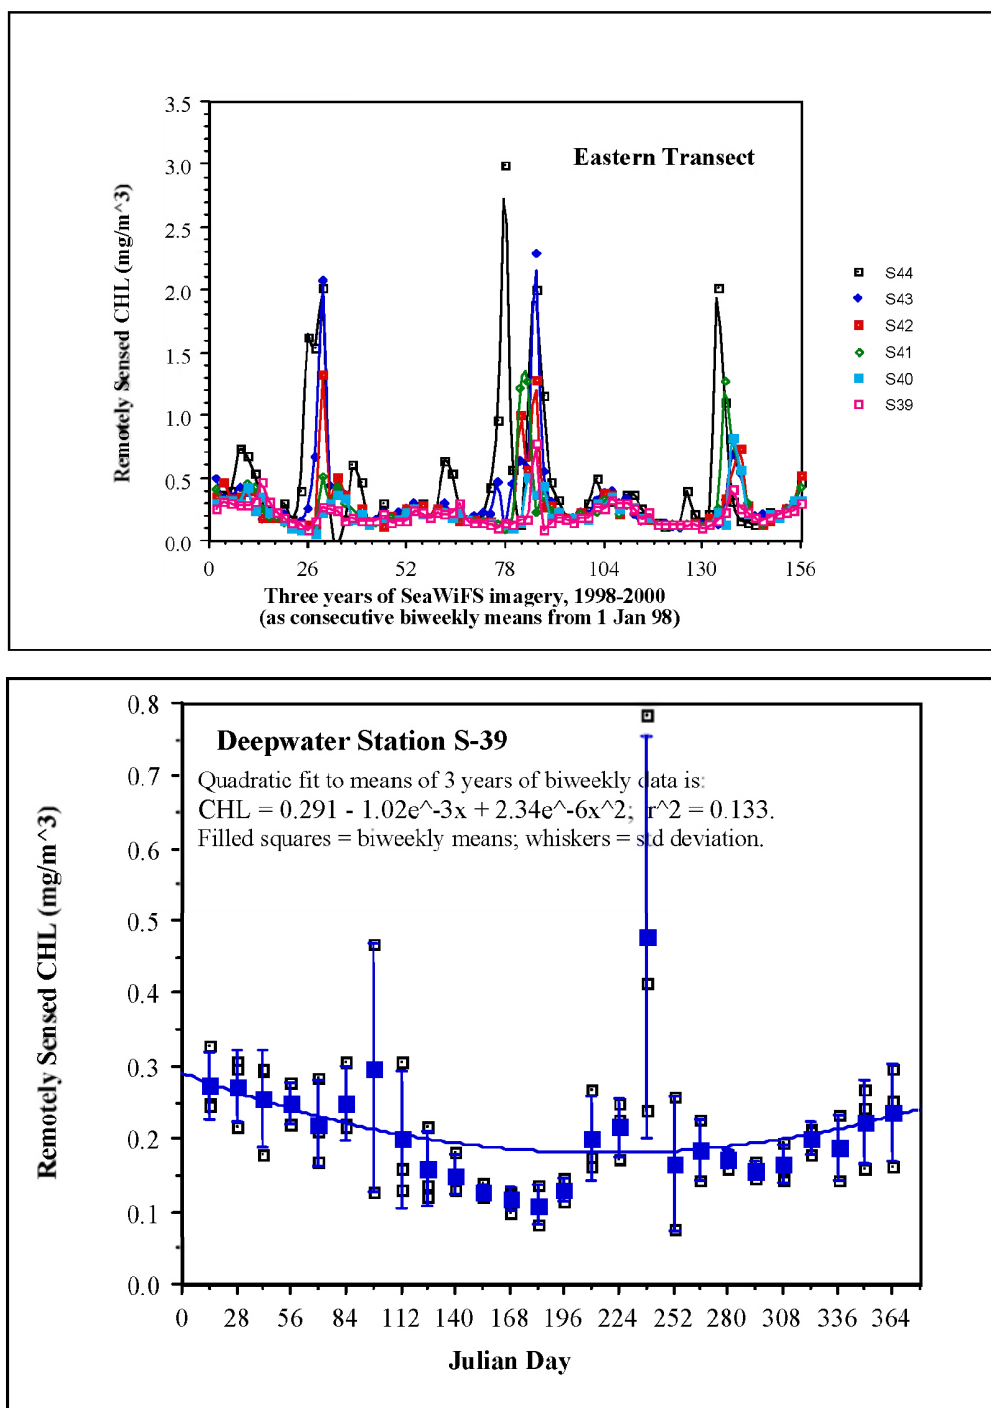 3.5
3.0
2.5
2.0
1.5
1.0
0.5
0.0
Remotely Sensed CHL (mg/m^3)
Eastern Transect
S44
S43
S42
S41
S40
S39
0 26 52 78 104 130 156
Three years of SeaWiFS imagery, 1998-2000
(as consecutive biweekly means from 1 Jan 98)
0.8
0.7
0.6
0.5
0.4
0.3
0.2
0.1
0.0
Remotely Sensed CHL (mg/m^3)
Deepwater Station S-39
Quadratic fit to means of 3 years of biweekly data is:
CHL = 0.291 - 1.02e^-3x + 2.34e^-6x^2; r^2 = 0.133.
Filled squares = biweekly means; whiskers = std deviation.
0 28 56 84 112 140 168 196 224 252 280 308 336 364
Julian Day